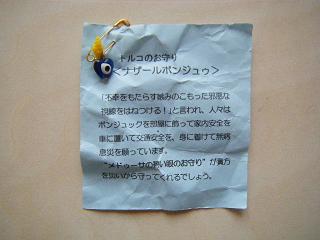 トルコのお守り
<ナザールボンジュウ>
「不幸をもたらす妬みのこもった邪悪な
視線をはねつける!」と言われ、人々は
ボンジュックを部屋に飾って家内安全を
車に置いて交通安全を、身に着けて無病
息災を願っています。
“メドゥーサの青い眼のお守り”が貴方
を災いから守ってくれるでしょう。